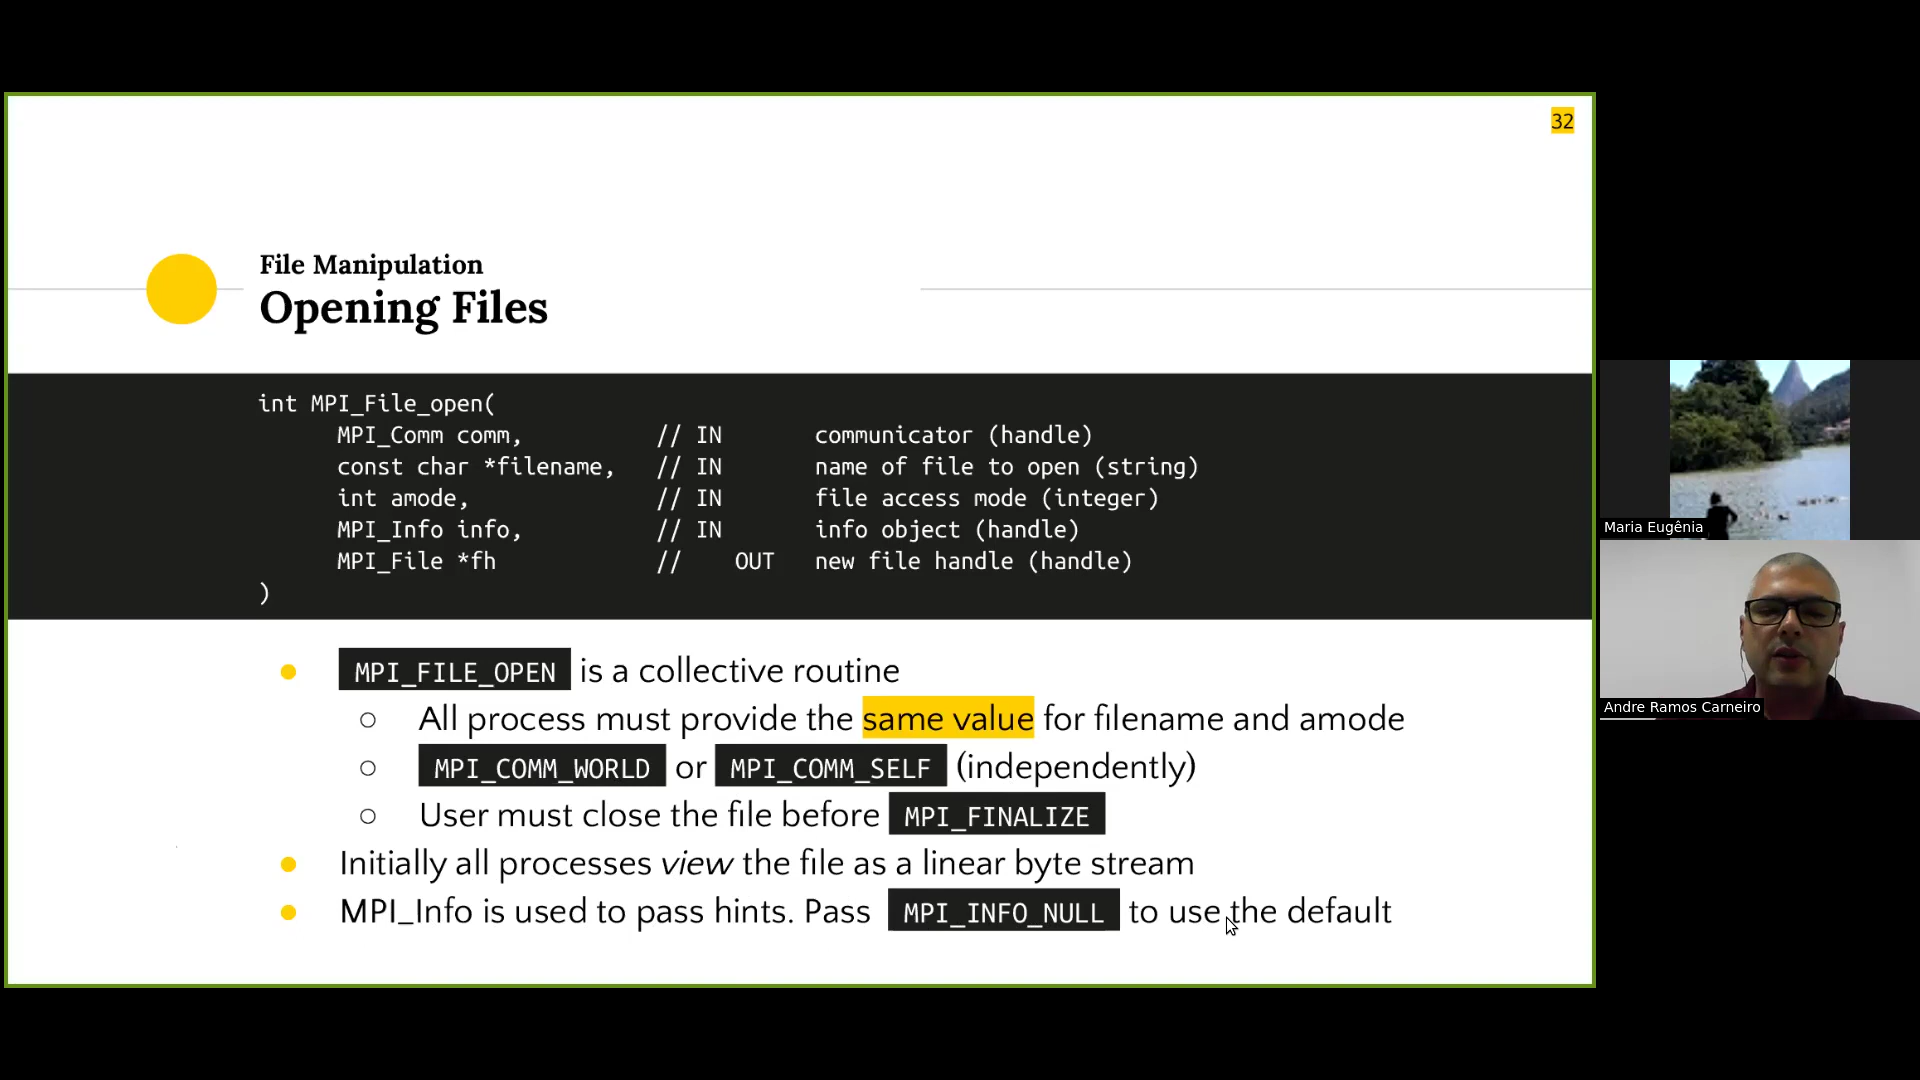 32
File Manipulation
Opening Files
int MPI_File_open(
MPI_Comm comm, // IN communicator (handle)
const char *filename, // IN name of file to open (string)
int amode, // IN file access mode (integer)
MPI_Info info, // IN info object (handle)
MPI_File *fh // OUT new file handle (handle)
)
MPI_FILE_OPEN is a collective routine
All process must provide the same value for filename and amode
MPI_COMM_WORLD or MPI_COMM_SELF (independently)
User must close the file before MPI_FINALIZE
Initially all processes view the file as a linear byte stream
MPI_Info is used to pass hints. Pass MPI_INFO_NULL to use the default
Maria Eugênia
Andre Ramos Carneiro